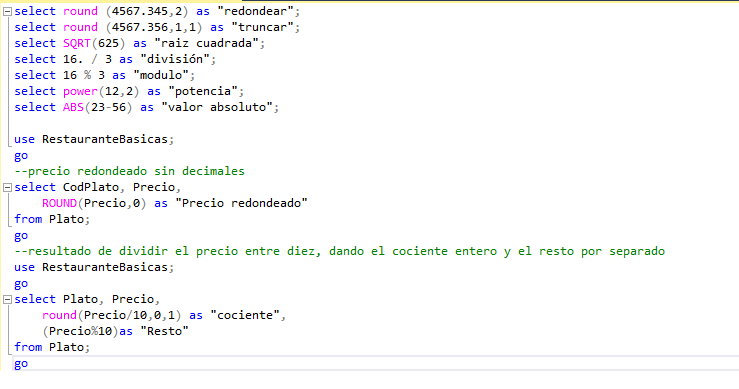 select round (4567.345,2) as "redondear";
select round (4567.356,1,1) as "truncar";
select SQRT(625) as "raiz cuadrada";
select 16. / 3 as "división";
select 16 % 3 as "modulo";
select power(12,2) as "potencia";
select ABS(23-56) as "valor absoluto";
use RestauranteBasicas;
go
--precio redondeado sin decimales
select CodPlato, Precio,
ROUND(Precio,0) as "Precio redondeado"
from Plato;
go
--resultado de dividir el precio entre diez, dando el cociente entero y el resto por separado
use RestauranteBasicas;
go
select Plato, Precio,
round(Precio/10,0,1) as "cociente",
(Precio%10)as "Resto"
from Plato;
go